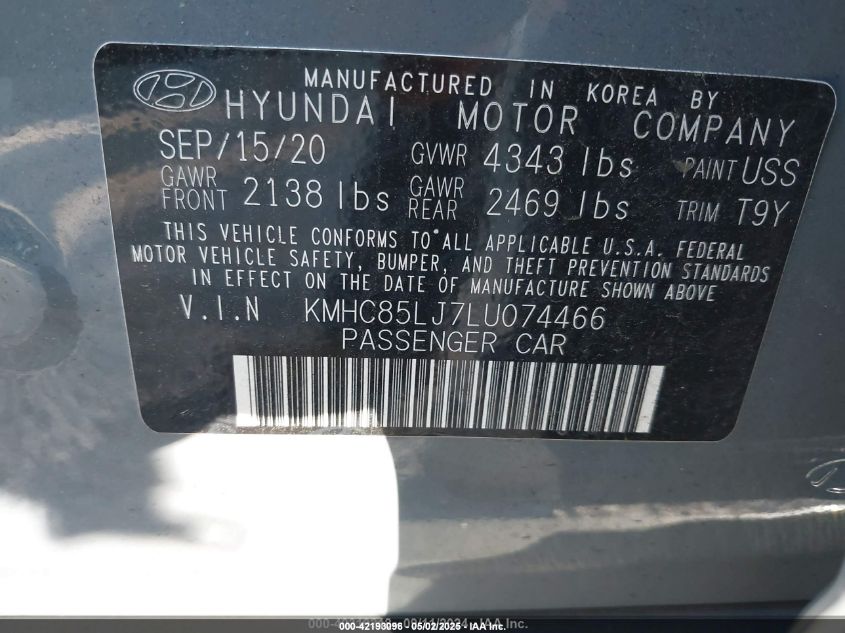 MANUFACTURED IN KOREA BY
HYUNDAI MOTOR COMPANY
SEP/15/20 GVWR 4343 lbs PAINT USS
GAWR FRONT 2138 lbs GAWR REAR 2469 lbs TRIM T9Y
THIS VEHICLE CONFORMS TO ALL APPLICABLE U.S.A. FEDERAL
MOTOR VEHICLE SAFETY, BUMPER, AND THEFT PREVENTION STANDARDS
IN EFFECT ON THE DATE OF MANUFACTURE SHOWN ABOVE
V.I.N KMHC85LJ7LU074466
PASSENGER CAR
000-42193096 - 05/02/2025 - IAA Inc.